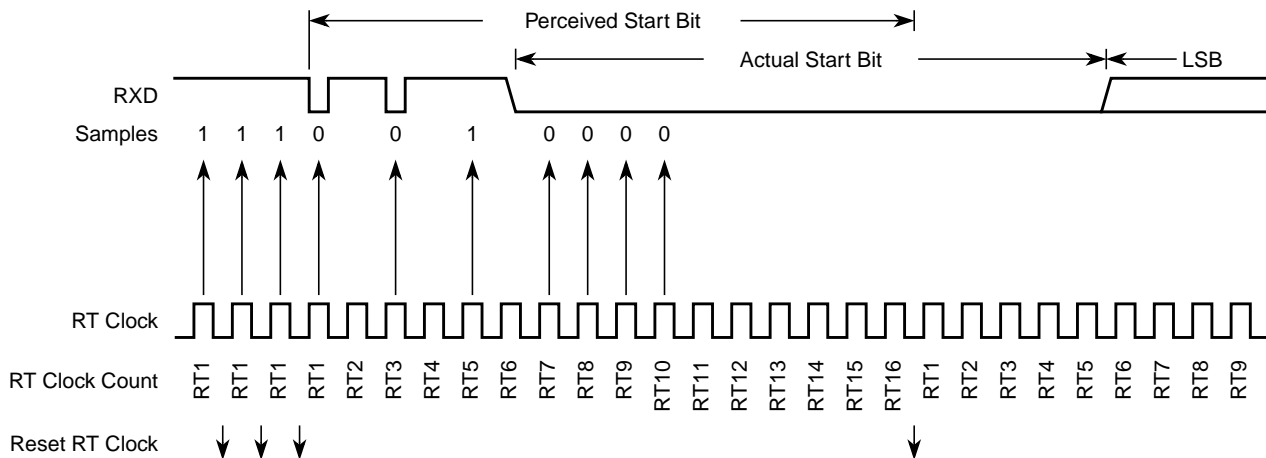 Perceived Start Bit
Actual Start Bit LSB
RXD
Samples 1 1 1 0 0 1 0 0 0 0
RT Clock
RT Clock Count RT1 RT1 RT1 RT1 RT2 RT3 RT4 RT5 RT6 RT7 RT8 RT9 RT10 RT11 RT12 RT13 RT14 RT15 RT16 RT1 RT2 RT3 RT4 RT5 RT6 RT7 RT8 RT9
Reset RT Clock